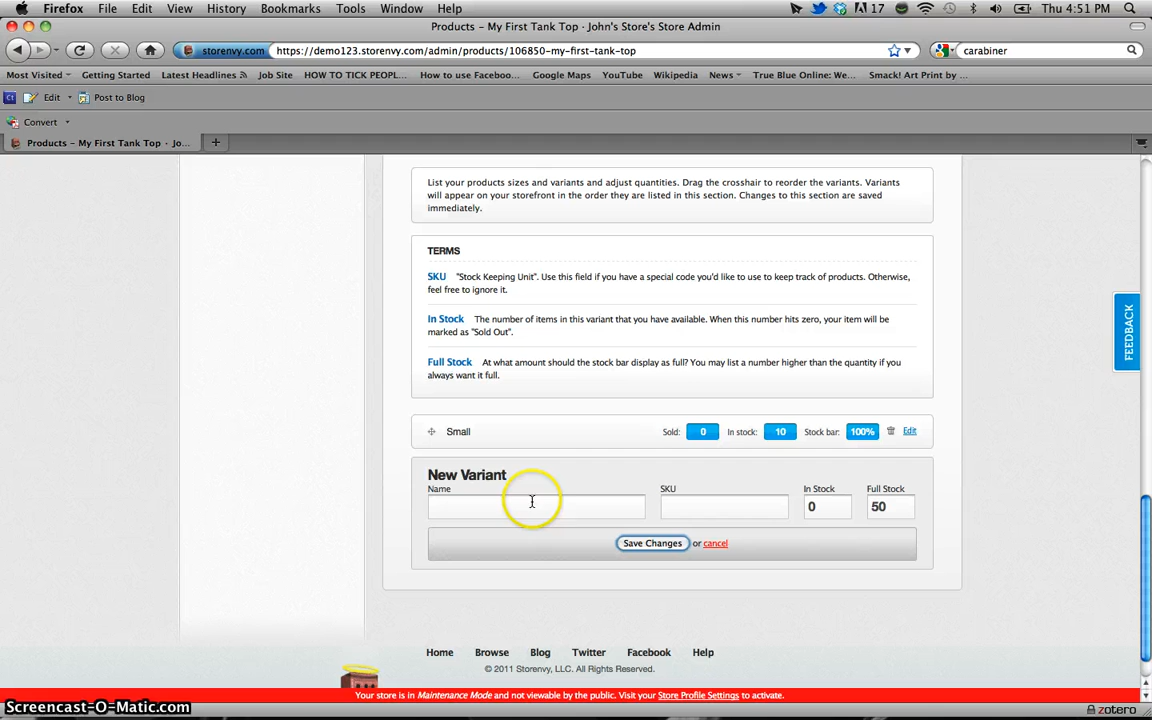 Firefox File Edit View History Bookmarks Tools Window Help 17 Thu 4:51 PM
Products - My First Tank Top - John's Store's Store Admin
storenvy.com https://demo123.storenvy.com/admin/products/106850-my-first-tank-top carabiner
Most Visited Getting Started Latest Headlines Job Site HOW TO TICK PEOPL... How to use Faceboo... Google Maps YouTube Wikipedia News True Blue Online: We... Smack! Art Print by ...
Ct Edit Post to Blog
Convert
Products - My First Tank Top · Jo... +
List your products sizes and variants and adjust quantities. Drag the crosshair to reorder the variants. Variants
will appear on your storefront in the order they are listed in this section. Changes to this section are saved
immediately.
TERMS
SKU "Stock Keeping Unit". Use this field if you have a special code you'd like to use to keep track of products. Otherwise,
feel free to ignore it.
In Stock The number of items in this variant that you have available. When this number hits zero, your item will be
marked as "Sold Out".
Full Stock At what amount should the stock bar display as full? You may list a number higher than the quantity if you
always want it full.
FEEDBACK
Small Sold: 0 In stock: 10 Stock bar: 100% Edit
New Variant
Name SKU In Stock Full Stock
0 50
Save Changes or cancel
Home Browse Blog Twitter Facebook Help
© 2011 Storenvy, LLC. All Rights Reserved.
Your store is in Maintenance Mode and not viewable by the public. Visit your Store Profile Settings to activate.
Screencast-O-Matic.com zotero